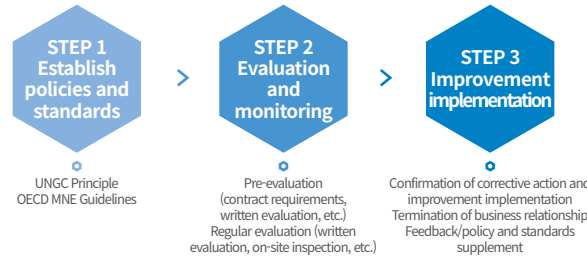 STEP 1
Establish
policies and
standards
UNGC Principle
OECD MNE Guidelines
STEP 2
Evaluation
and
monitoring
Pre-evaluation
(contract requirements,
written evaluation, etc.)
Regular evaluation (written
evaluation, on-site inspection, etc.)
STEP 3
Improvement
implementation
Confirmation of corrective action and
improvement implementation
Termination of business relationship
Feedback/policy and standards
supplement